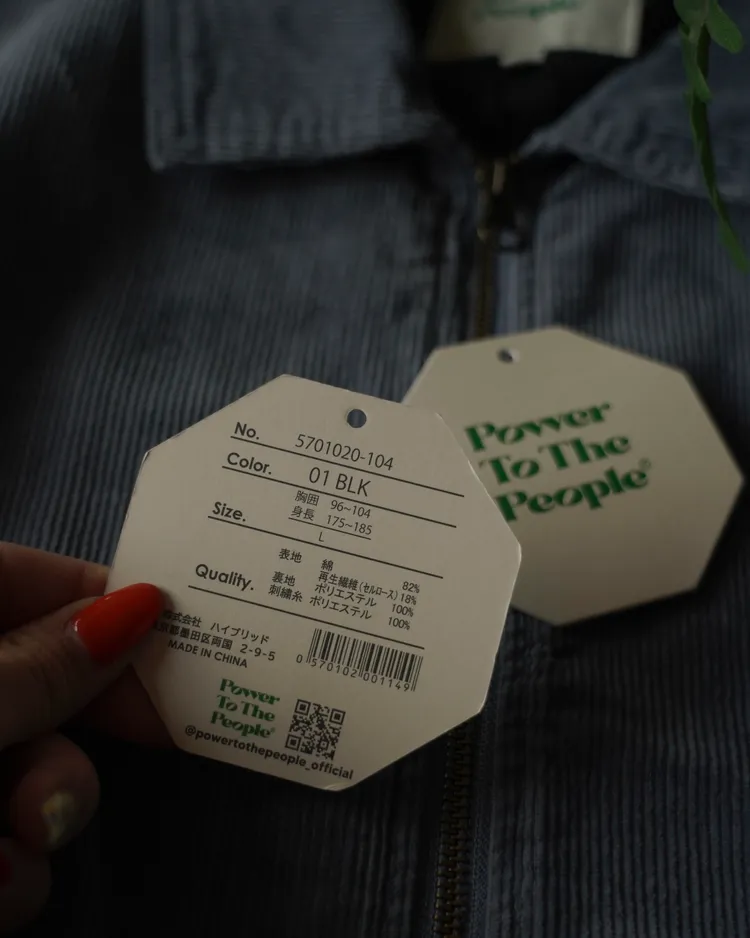 People
No. 5701020-104
Color. 01 BLK
Size. 胸囲 96~104
身長 175~185
L
Quality. 表地 綿 82%
再生繊維(セルロース) 18%
裏地 ポリエステル 100%
刺繍糸 ポリエステル 100%
式会社 ハイブリッド
京都墨田区両国 2-9-5
MADE IN CHINA
0 570102 001149
Power
To The
People®
@powertothepeople_official
Power
To The
People®